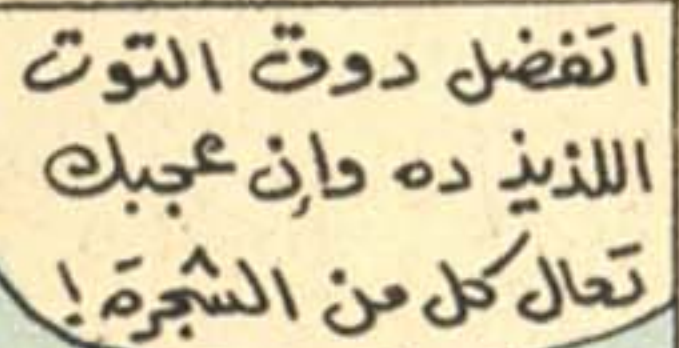 اتفضل دوق التوت
اللذيذ ده وإن عجبك
تعال كل من الشجرة !